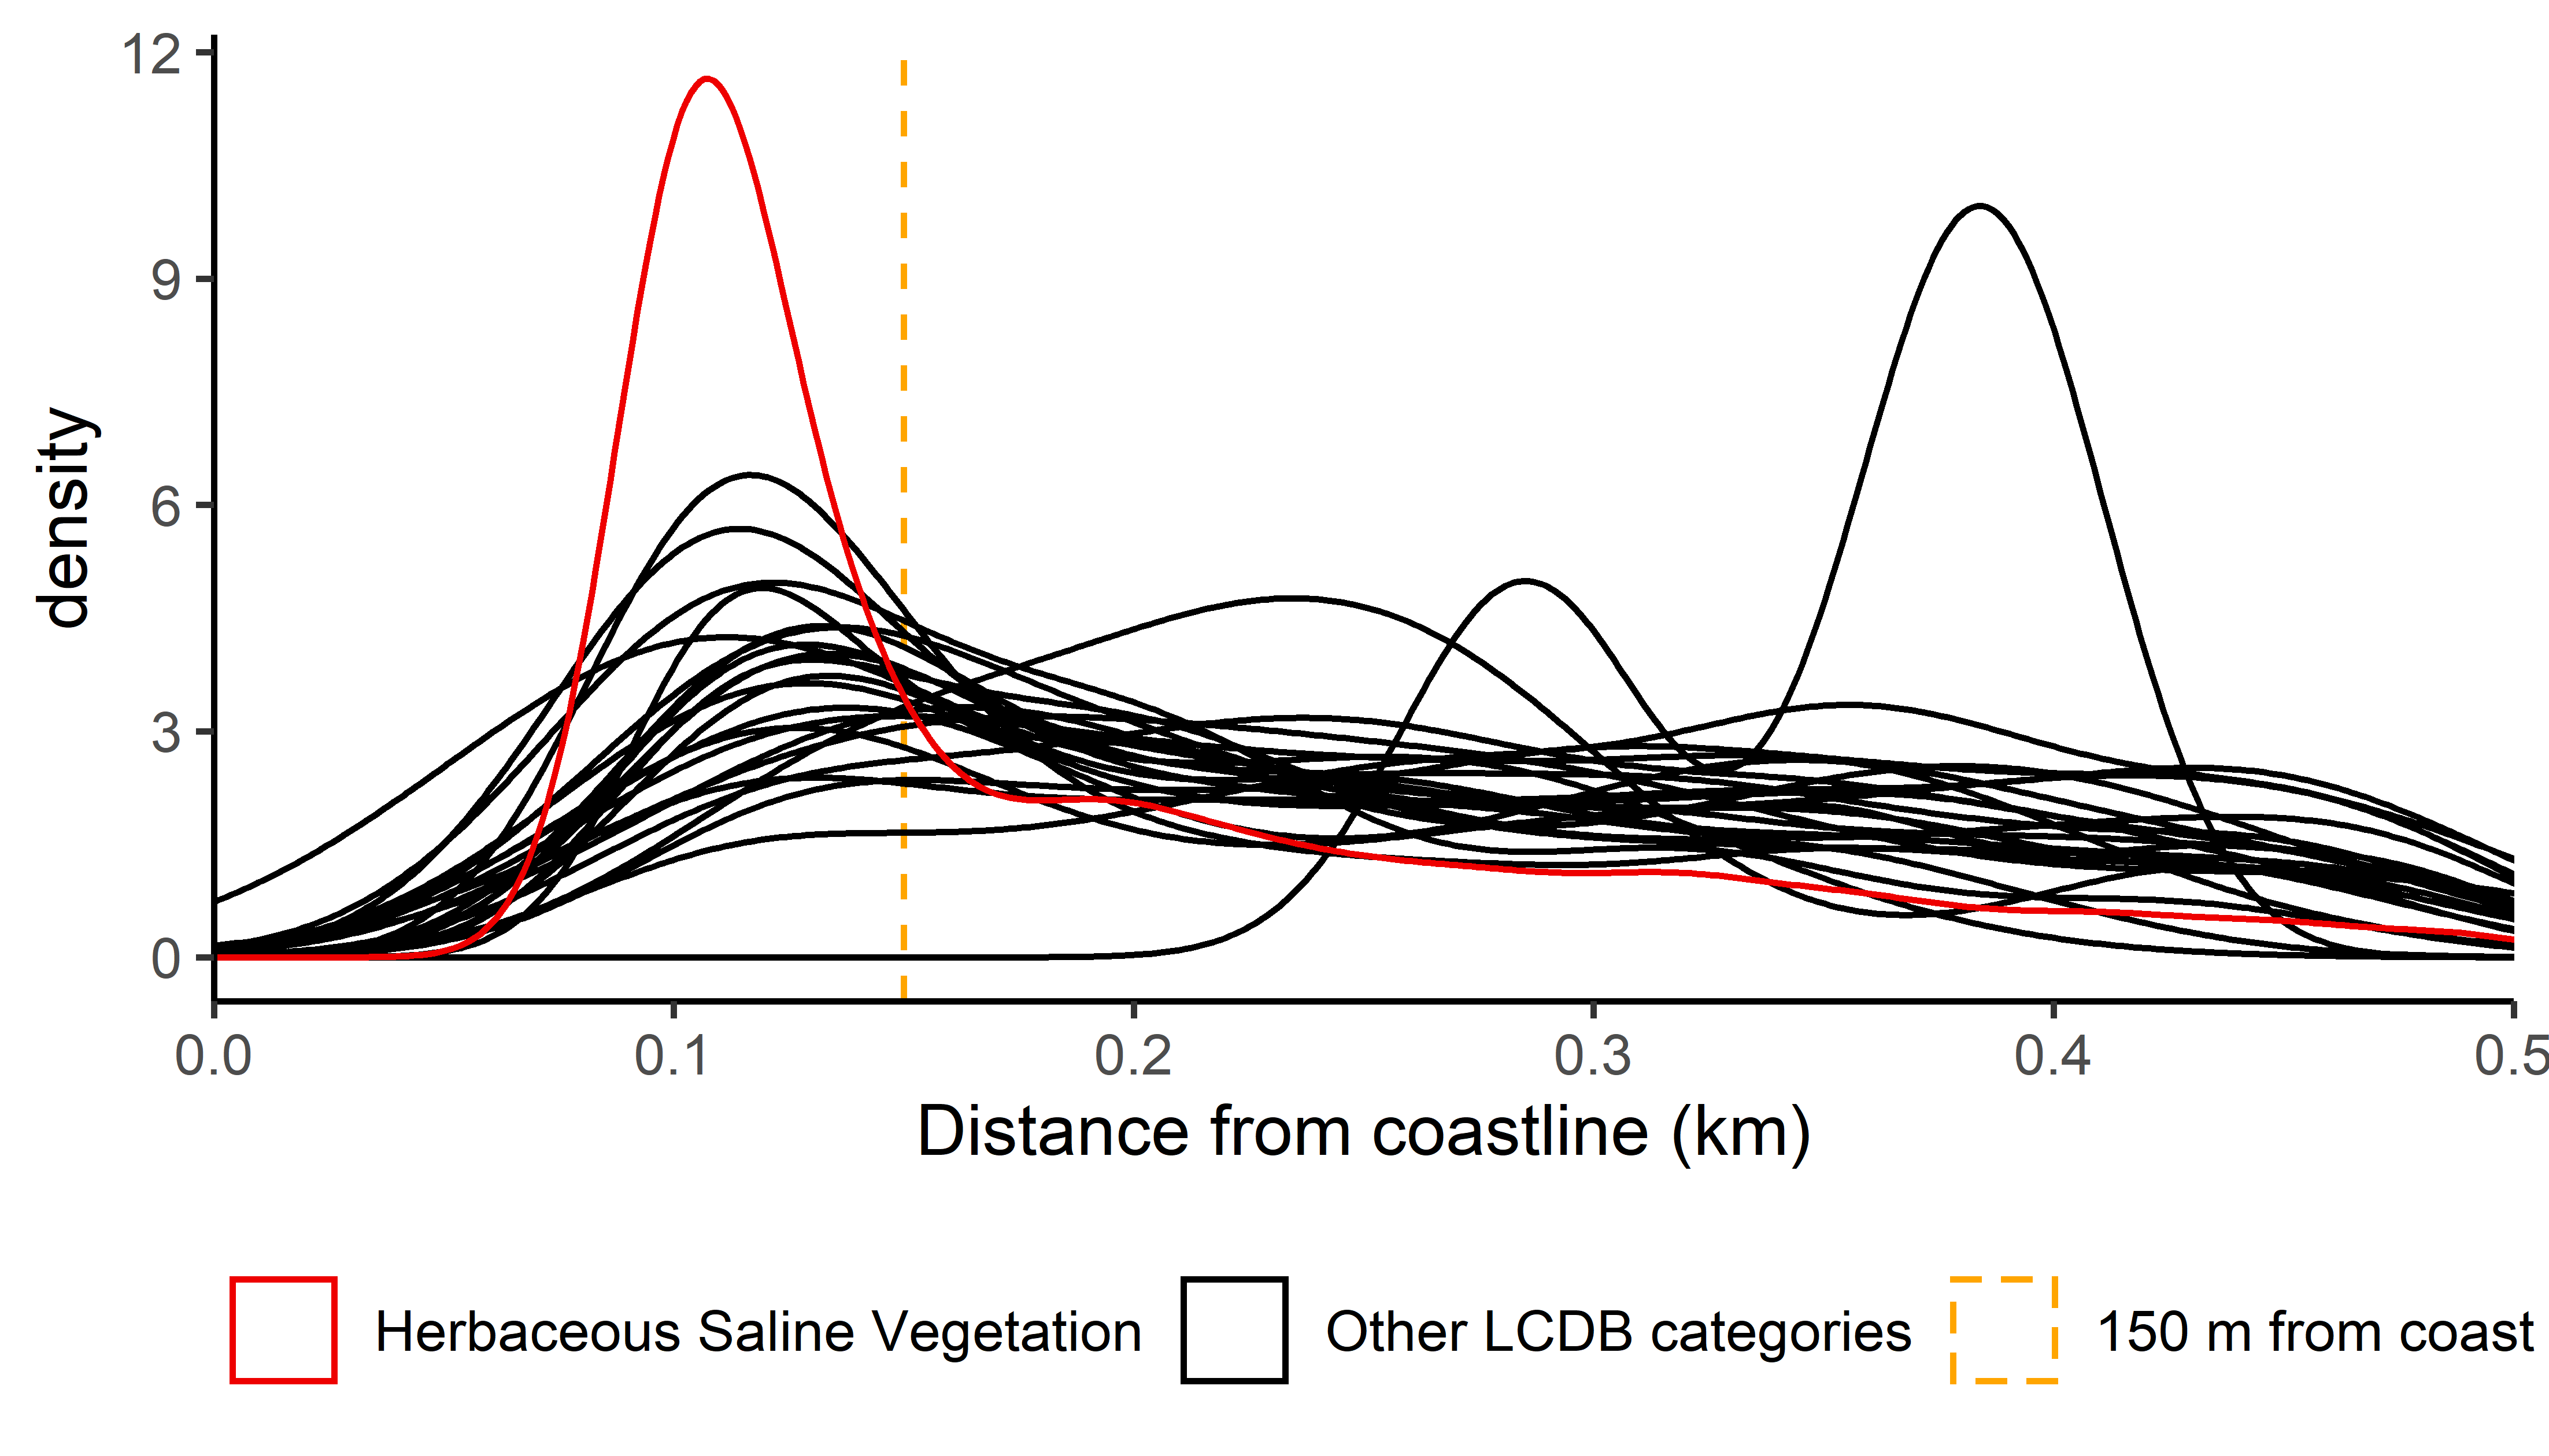 12
9
6
3
0
density
0.0 0.1 0.2 0.3 0.4 0.5
Distance from coastline (km)
Herbaceous Saline Vegetation Other LCDB categories 150 m from coast